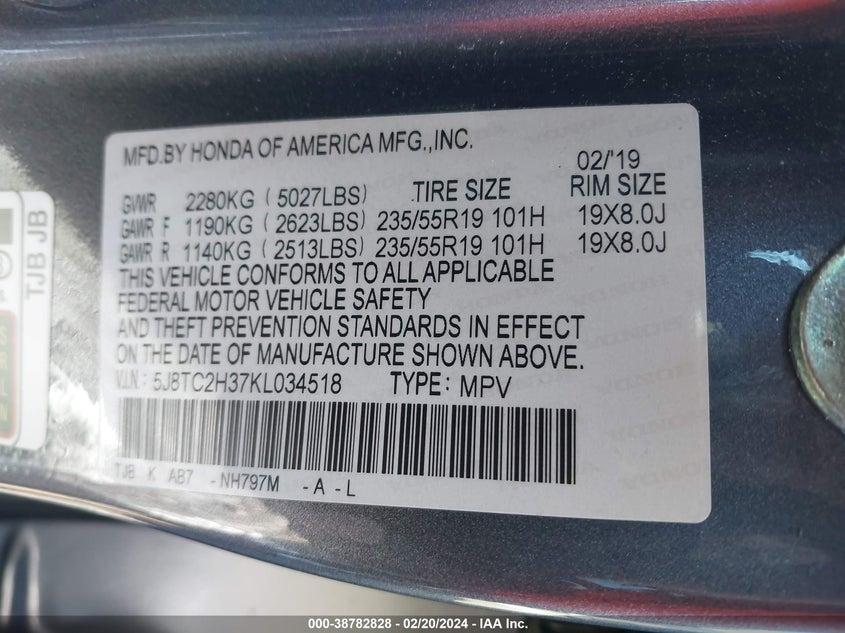 MFD.BY HONDA OF AMERICA MFG.,INC.
02/'19
GVWR 2280KG (5027LBS) TIRE SIZE RIM SIZE
GAWR F 1190KG (2623LBS) 235/55R19 101H 19X8.0J
GAWR R 1140KG (2513LBS) 235/55R19 101H 19X8.0J
THIS VEHICLE CONFORMS TO ALL APPLICABLE
FEDERAL MOTOR VEHICLE SAFETY
AND THEFT PREVENTION STANDARDS IN EFFECT
ON THE DATE OF MANUFACTURE SHOWN ABOVE.
V.I.N.: 5J8TC2H37KL034518 TYPE: MPV
TJB K AB7 -NH797M -A -L
TJB JB
000-38782828 - 02/20/2024 - IAA Inc.